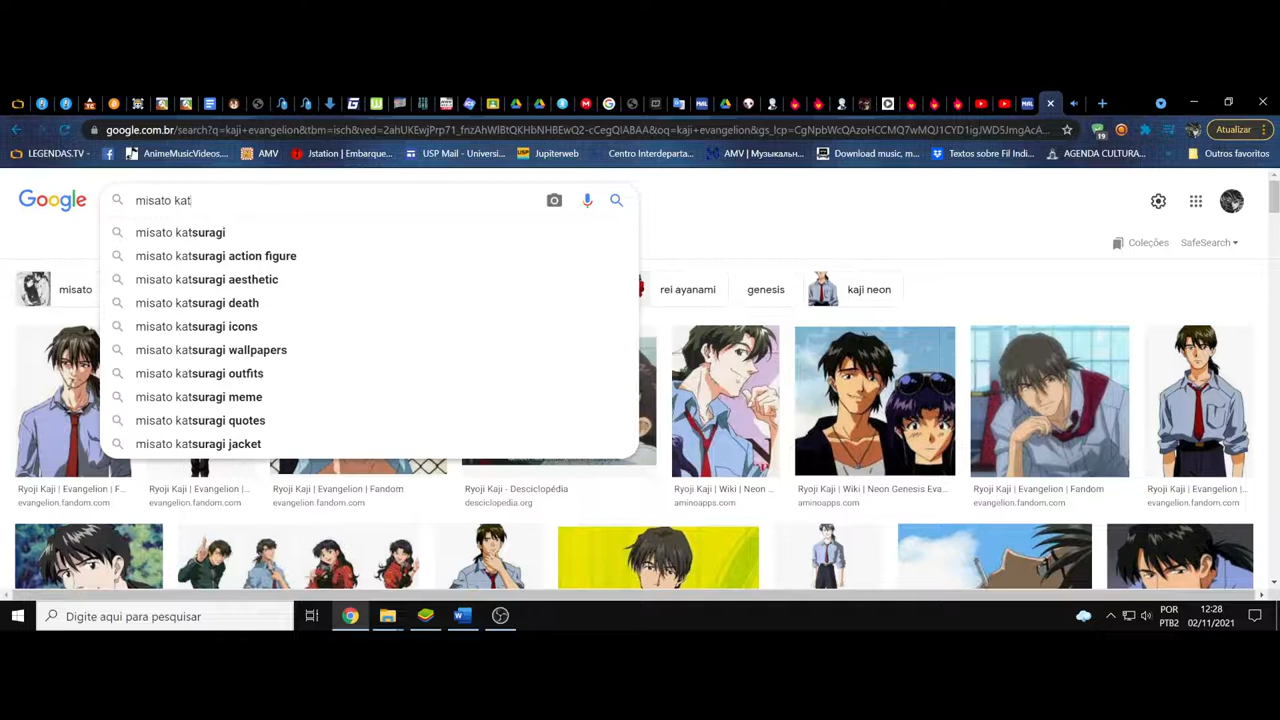 google.com.br/search?q=kaji+evangelion&tbm=isch&ved=2ahUKEwjPrp71_fnzAhWlBtQKHbNHBEwQ2-cCegQIABAA&oq=kaji+evangelion&gs_lcp=CgNpbWcQAzoHCCMQ7wMQJ1CYD1igJWD5JmgAcA...
19
Atualizar
LEGENDAS.TV -
AnimeMusicVideos,...
AMV
Jstation | Embarque...
USP Mail - Universi...
Jupiterweb
Centro Interdeparta...
AMV | Музыкальн...
Download music, m...
Textos sobre Fil Indi...
AGENDA CULTURA...
Outros favoritos
Google
misato kat
misato katsuragi
misato katsuragi action figure
misato katsuragi aesthetic
misato katsuragi death
misato katsuragi icons
misato katsuragi wallpapers
misato katsuragi outfits
misato katsuragi meme
misato katsuragi quotes
misato katsuragi jacket
Coleções
SafeSearch
misato
rei ayanami
genesis
kaji neon
Ryoji Kaji | Evangelion | F...
evangelion.fandom.com
Ryoji Kaji | Evangelion |...
evangelion.fandom.com
Ryoji Kaji | Evangelion | Fandom
evangelion.fandom.com
Ryoji Kaji - Desciclopédia
desciclopedia.org
Ryoji Kaji | Wiki | Neon ...
aminoapps.com
Ryoji Kaji | Wiki | Neon Genesis Eva...
aminoapps.com
Ryoji Kaji | Evangelion | Fandom
evangelion.fandom.com
Ryoji Kaji | Evangelion |...
evangelion.fandom.com
Digite aqui para pesquisar
POR
PTB2
12:28
02/11/2021